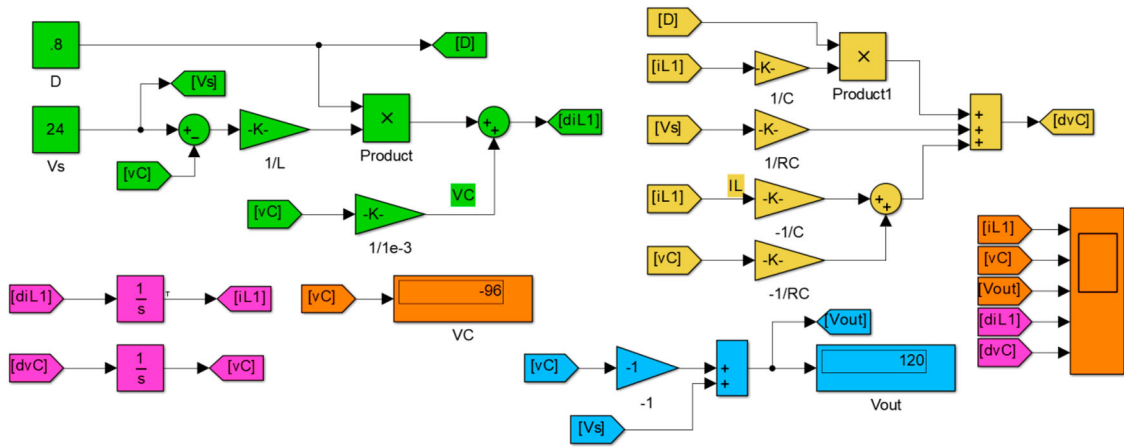 .8
D
[D]
[Vs]
24
Vs
+
−
-K-
1/L
×
Product
+
+
[diL1]
[vC]
VC
[vC]
-K-
1/1e-3
[D]
[iL1]
-K-
1/C
×
Product1
[Vs]
-K-
1/RC
+
+
+
[dvC]
[iL1]
IL
-K-
-1/C
+
+
[vC]
-K-
-1/RC
[diL1]
1
s
[iL1]
[dvC]
1
s
[vC]
[vC]
-96
VC
[vC]
-1
-1
[Vs]
+
+
[Vout]
120
Vout
[iL1]
[vC]
[Vout]
[diL1]
[dvC]